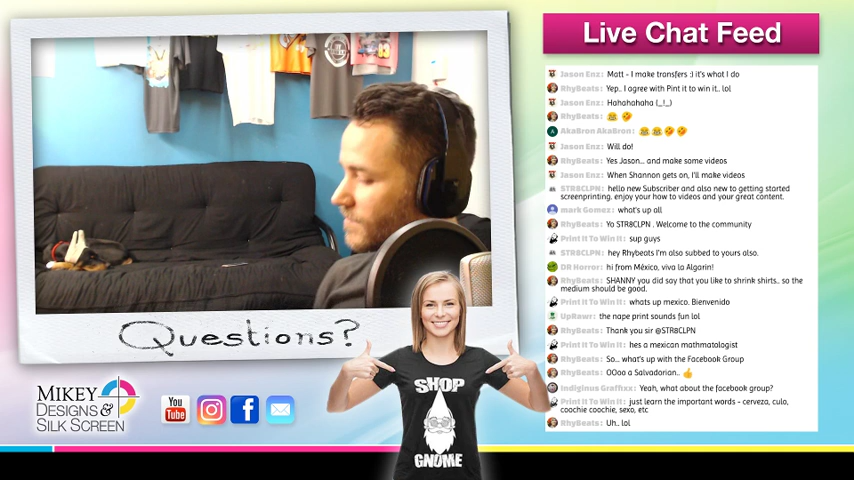 Live Chat Feed
Jason Enz: Matt - I make transfers :) it's what I do
RhyBeats: Yep.. I agree with Pint it to win it.. lol
Jason Enz: Hahahahaha (_!_)
RhyBeats: 😂 🤣
A AkaBron AkaBron: 😂 😂 🤣 🤣
Jason Enz: Will do!
RhyBeats: Yes Jason... and make some videos
Jason Enz: When Shannon gets on, I'll make videos
STR8CLPN: hello new Subscriber and also new to getting started
screenprinting, enjoy your how to videos and your great content.
mark Gomez: what's up all
RhyBeats: Yo STR8CLPN . Welcome to the community
Print It To Win It: sup guys
STR8CLPN: hey Rhybeats I'm also subbed to yours also.
DR Horror: hi from México, viva la Algarin!
RhyBeats: SHANNY you did say that you like to shrink shirts.. so the
medium should be good.
Print It To Win It: whats up mexico. Bienvenido
UpRawr: the nape print sounds fun lol
RhyBeats: Thank you sir @STR8CLPN
Print It To Win It: hes a mexican mathmatologist
RhyBeats: So... what's up with the Facebook Group
RhyBeats: OOoo a Salvadorian.. 👍
Indiginus Graffixx: Yeah, what about the facebook group?
Print It To Win It: just learn the important words - cerveza, culo,
coochie coochie, sexo, etc
RhyBeats: Uh.. lol
Questions?
MIKEY
DESIGNS &
SILK SCREEN
You
Tube
SHOP
GNOME